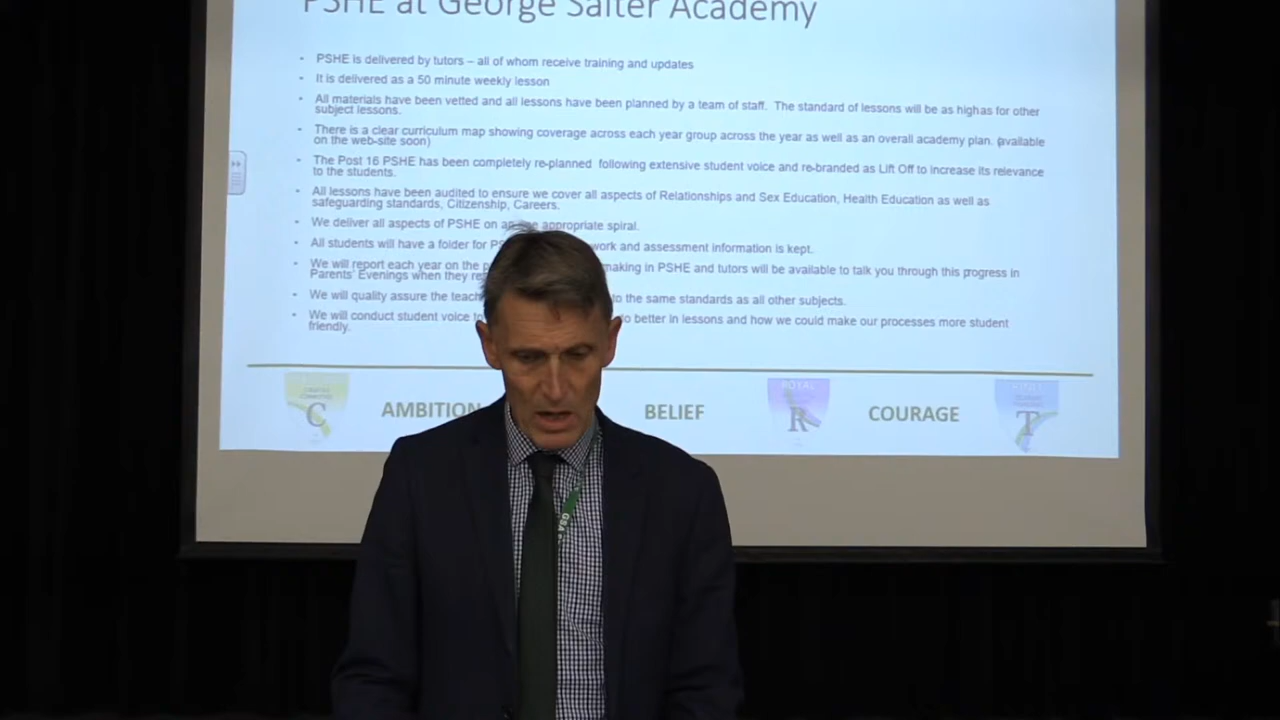 PSHE at George Salter Academy
PSHE is delivered by tutors – all of whom receive training and updates
It is delivered as a 50 minute weekly lesson
All materials have been vetted and all lessons have been planned by a team of staff. The standard of lessons will be as highas for other
subject lessons.
There is a clear curriculum map showing coverage across each year group across the year as well as an overall academy plan. (available
on the web-site soon)
The Post 16 PSHE has been completely re-planned following extensive student voice and re-branded as Lift Off to increase its relevance
to the students.
All lessons have been audited to ensure we cover all aspects of Relationships and Sex Education, Health Education as well as
safeguarding standards, Citizenship, Careers.
We deliver all aspects of PSHE on an appropriate spiral.
All students will have a folder for work and assessment information is kept.
We will report each year on the making in PSHE and tutors will be available to talk you through this progress in
Parents' Evenings when they
We will quality assure the to the same standards as all other subjects.
We will conduct student voice do better in lessons and how we could make our processes more student
friendly.
C AMBITION BELIEF ROYAL R COURAGE T
GSA